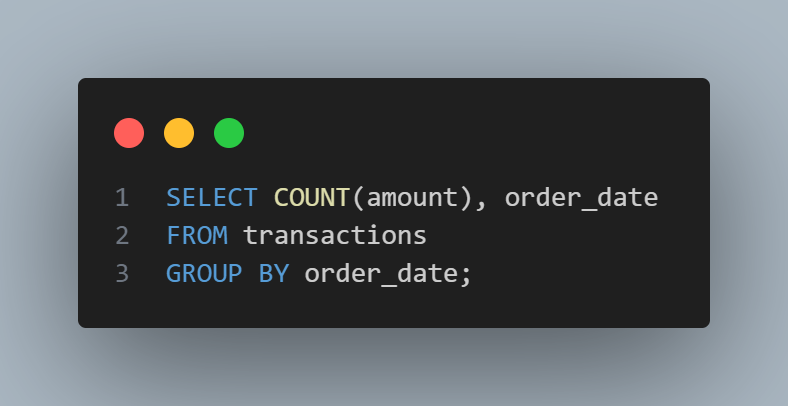 1 SELECT COUNT(amount), order_date
2 FROM transactions
3 GROUP BY order_date;